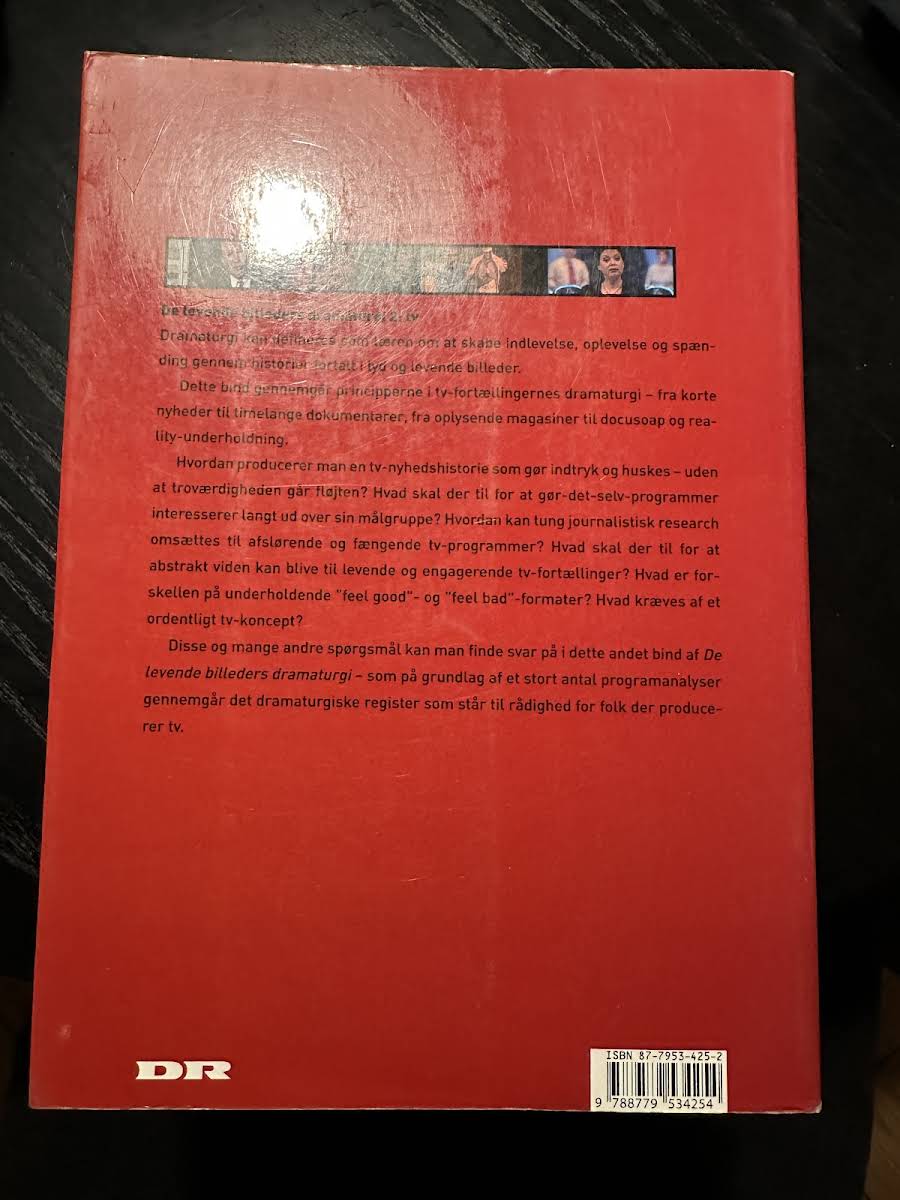 De levende billeders dramaturgi 2: tv
Dramaturgi kan defineres som læren om at skabe indlevelse, oplevelse og spæn-
ding gennem historier fortalt i lyd og levende billeder.
Dette bind gennemgår principperne i tv-fortællingernes dramaturgi – fra korte
nyheder til timelange dokumentarer, fra oplysende magasiner til docusoap og rea-
lity-underholdning.
Hvordan producerer man en tv-nyhedshistorie som gør indtryk og huskes – uden
at troværdigheden går fløjten? Hvad skal der til for at gør-det-selv-programmer
interesserer langt ud over sin målgruppe? Hvordan kan tung journalistisk research
omsættes til afslørende og fængende tv-programmer? Hvad skal der til for at
abstrakt viden kan blive til levende og engagerende tv-fortællinger? Hvad er for-
skellen på underholdende "feel good"- og "feel bad"-formater? Hvad kræves af et
ordentligt tv-koncept?
Disse og mange andre spørgsmål kan man finde svar på i dette andet bind af De
levende billeders dramaturgi – som på grundlag af et stort antal programanalyser
gennemgår det dramaturgiske register som står til rådighed for folk der produce-
rer tv.
DR
ISBN 87-7953-425-2
9 788779 534254